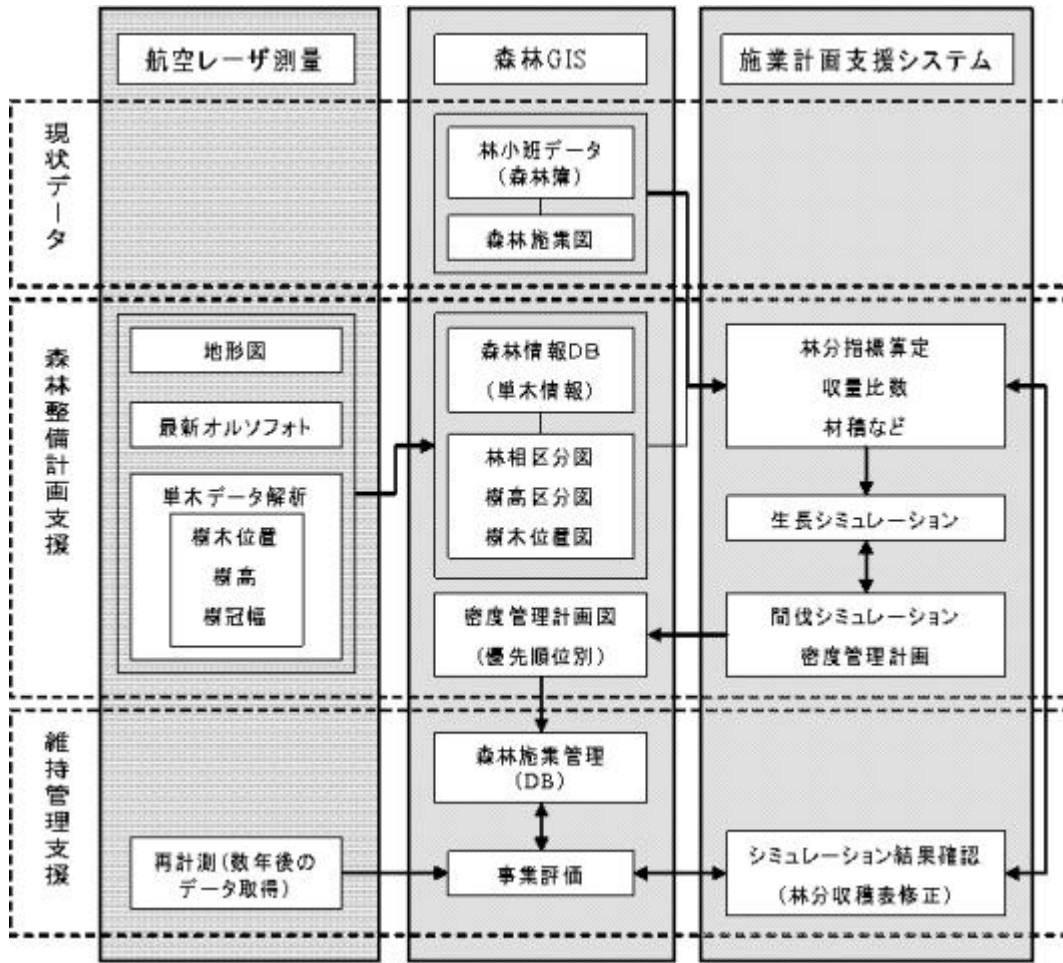 航空レーザ測量
森林GIS
施業計画支援システム
現状データ
林小班データ
(森林簿)
森林施業図
森林整備計画支援
地形図
最新オルソフォト
単木データ解析
樹木位置
樹高
樹冠幅
森林情報DB
(単木情報)
林相区分図
樹高区分図
樹木位置図
密度管理計画図
(優先順位別)
林分指標算定
収量比数
材積など
生長シミュレーション
間伐シミュレーション
密度管理計画
維持管理支援
再計測(数年後の
データ取得)
森林施業管理
(DB)
事業評価
シミュレーション結果確認
(林分収穫表修正)